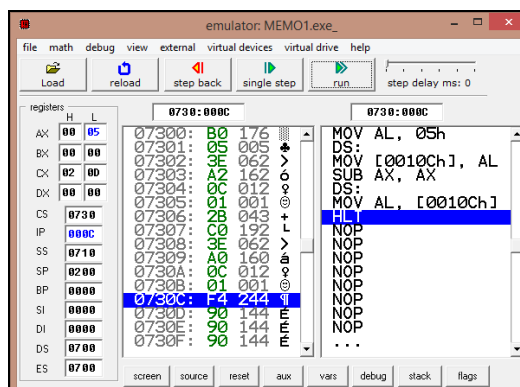 emulator: MEMO1.exe_
file math debug view external virtual devices virtual drive help
Load reload step back single step run step delay ms: 0
registers
H L
AX 00 05
BX 00 00
CX 02 0D
DX 00 00
CS 0730
IP 000C
SS 0710
SP 0200
BP 0000
SI 0000
DI 0000
DS 0700
ES 0700
0730:000C
07300: B0 176 ▒
07301: 05 005 ♣
07302: 3E 062 >
07303: A2 162 ó
07304: 0C 012 ♀
07305: 01 001 ☺
07306: 2B 043 +
07307: C0 192 └
07308: 3E 062 >
07309: A0 160 á
0730A: 0C 012 ♀
0730B: 01 001 ☺
0730C: F4 244 ¶
0730D: 90 144 É
0730E: 90 144 É
0730F: 90 144 É
0730:000C
MOV AL, 05h
DS:
MOV [0010Ch], AL
SUB AX, AX
DS:
MOV AL, [0010Ch]
HLT
NOP
NOP
NOP
NOP
NOP
NOP
NOP
NOP
...
screen source reset aux vars debug stack flags